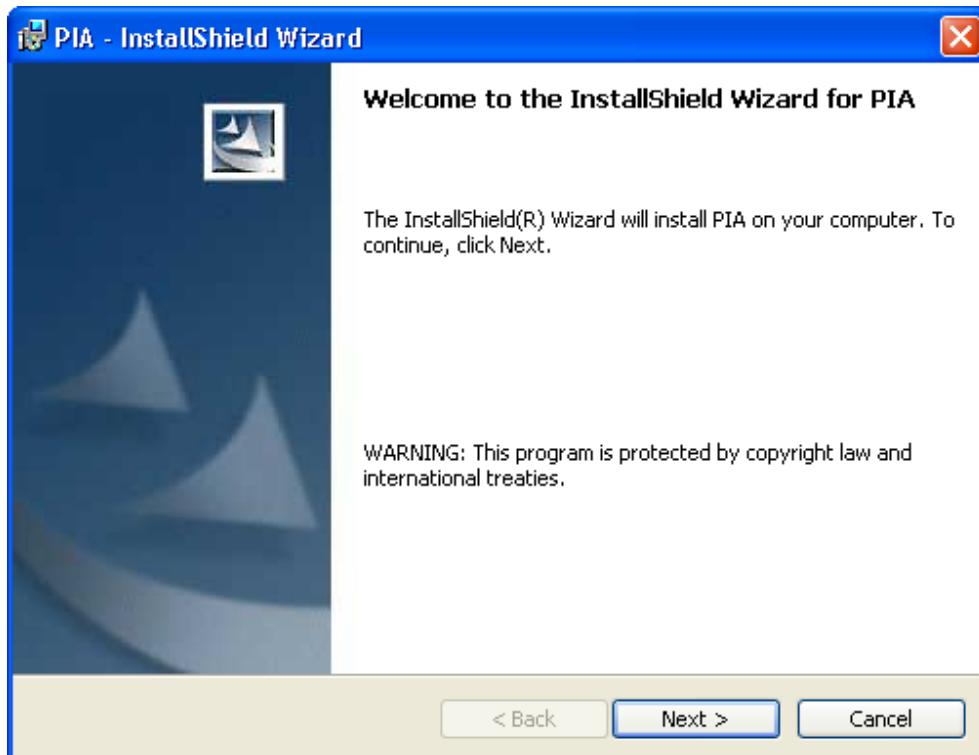 PIA - InstallShield Wizard
Welcome to the InstallShield Wizard for PIA
The InstallShield(R) Wizard will install PIA on your computer. To
continue, click Next.
WARNING: This program is protected by copyright law and
international treaties.
< Back
Next >
Cancel